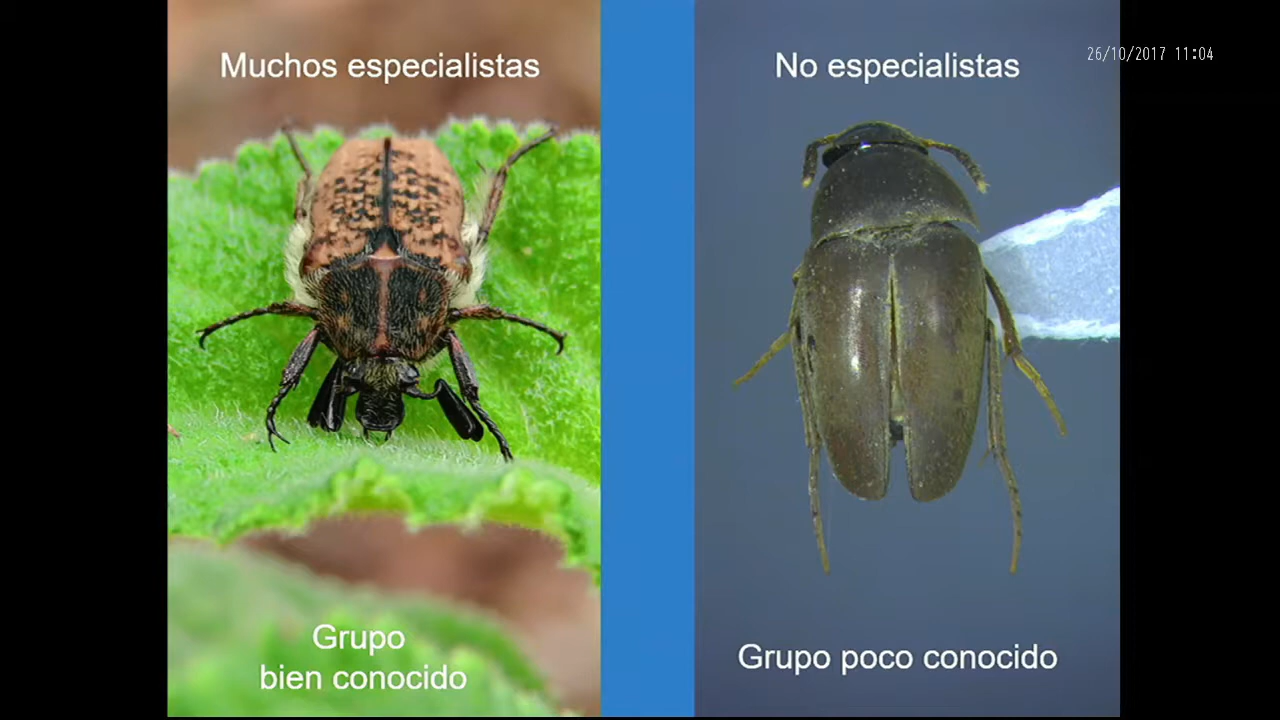 Muchos especialistas
No especialistas
26/10/2017 11:04
Grupo
bien conocido
Grupo poco conocido